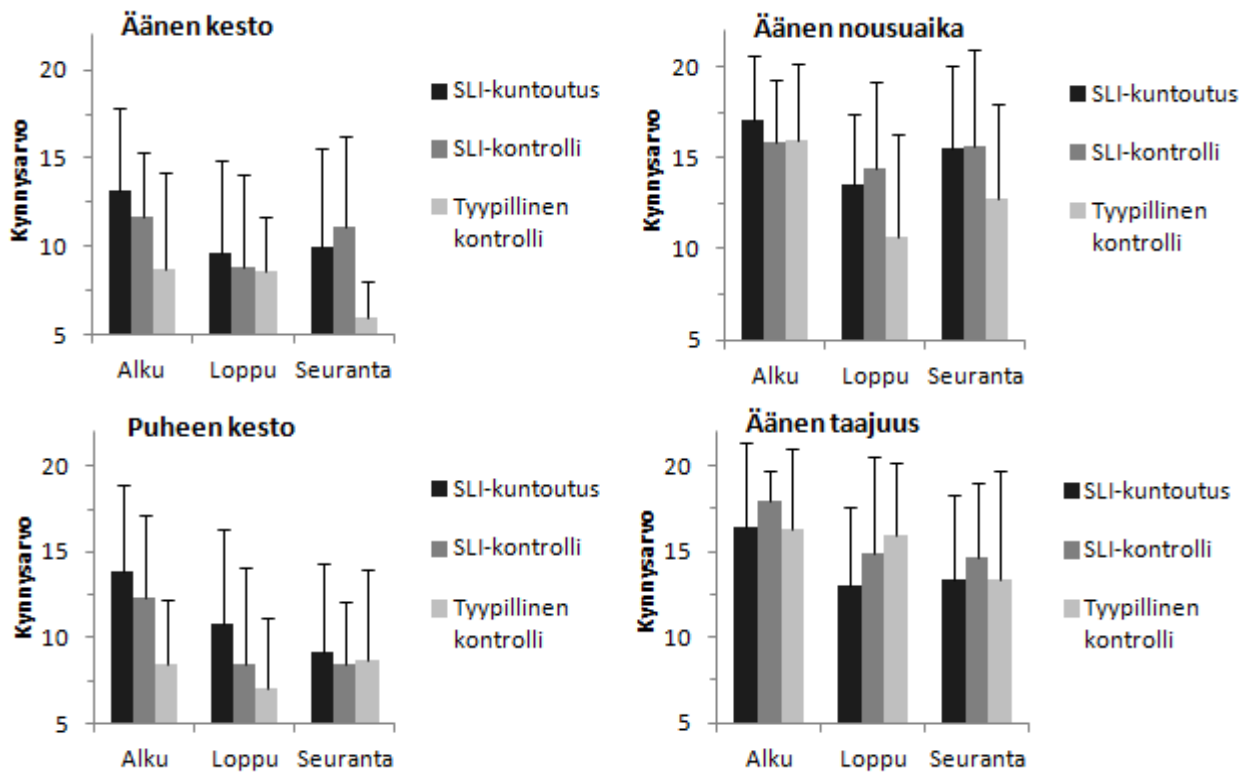 Äänen kesto
Kynnysarvo
20
15
10
5
Alku Loppu Seuranta
SLI-kuntoutus
SLI-kontrolli
Tyypillinen
kontrolli
Äänen nousuaika
Kynnysarvo
20
15
10
5
Alku Loppu Seuranta
SLI-kuntoutus
SLI-kontrolli
Tyypillinen
kontrolli
Puheen kesto
Kynnysarvo
20
15
10
5
Alku Loppu Seuranta
SLI-kuntoutus
SLI-kontrolli
Tyypillinen
kontrolli
Äänen taajuus
Kynnysarvo
20
15
10
5
Alku Loppu Seuranta
SLI-kuntoutus
SLI-kontrolli
Tyypillinen
kontrolli